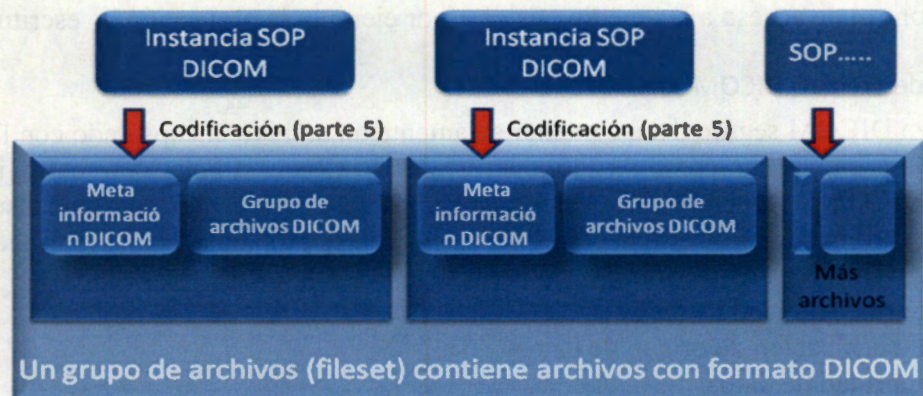 Instancia SOP
DICOM
Instancia SOP
DICOM
SOP.....
Codificación (parte 5)
Codificación (parte 5)
Meta
informació
n DICOM
Grupo de
archivos DICOM
Meta
informació
n DICOM
Grupo de
archivos DICOM
Más
archivos
Un grupo de archivos (fileset) contiene archivos con formato DICOM